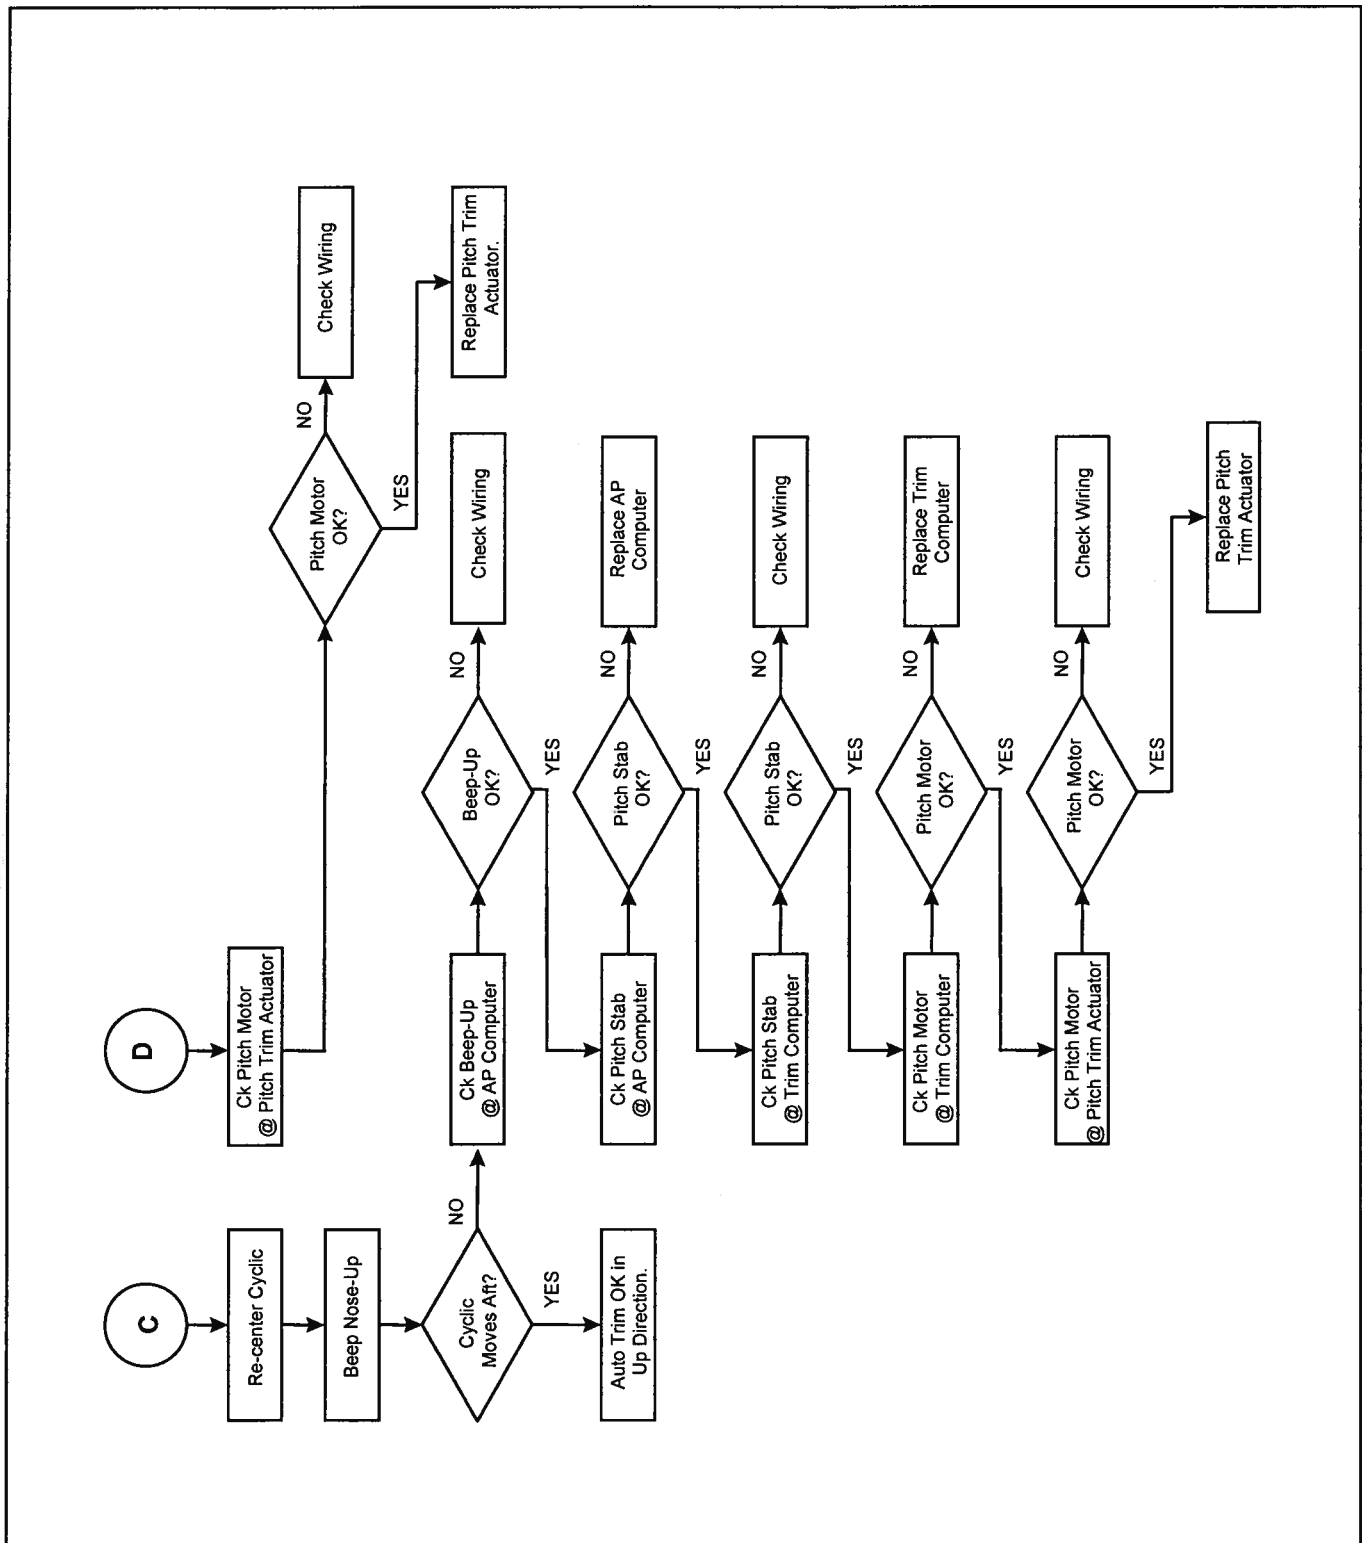 C
Re-center Cyclic
Beep Nose-Up
Cyclic
Moves Aft?
NO
YES
Auto Trim OK in
Up Direction.
D
Ck Pitch Motor
@ Pitch Trim Actuator
Pitch Motor
OK?
NO
Check Wiring
YES
Replace Pitch Trim
Actuator.
Ck Beep-Up
@ AP Computer
Beep-Up
OK?
NO
Check Wiring
YES
Ck Pitch Stab
@ AP Computer
Pitch Stab
OK?
NO
Replace AP
Computer
YES
Ck Pitch Stab
@ Trim Computer
Pitch Stab
OK?
NO
Check Wiring
YES
Ck Pitch Motor
@ Trim Computer
Pitch Motor
OK?
NO
Replace Trim
Computer
YES
Ck Pitch Motor
@ Pitch Trim Actuator
Pitch Motor
OK?
NO
Check Wiring
YES
Replace Pitch
Trim Actuator